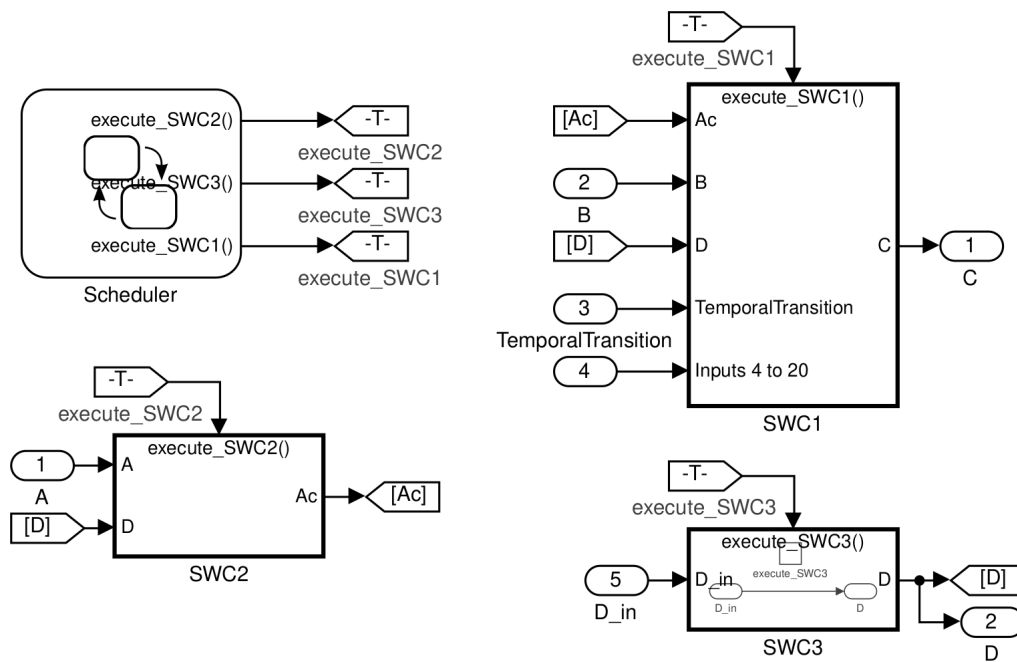 execute_SWC2()
-T-
execute_SWC2
execute_SWC3()
-T-
execute_SWC3
execute_SWC1()
-T-
execute_SWC1
Scheduler
-T-
execute_SWC1
execute_SWC1()
[Ac]
Ac
2
B
B
[D]
D
C
1
C
3
TemporalTransition
TemporalTransition
4
Inputs 4 to 20
SWC1
-T-
execute_SWC2
execute_SWC2()
1
A
A
Ac
[Ac]
[D]
D
SWC2
-T-
execute_SWC3
execute_SWC3()
execute_SWC3
5
D_in
D_in
D_in
D
D
[D]
2
D
SWC3